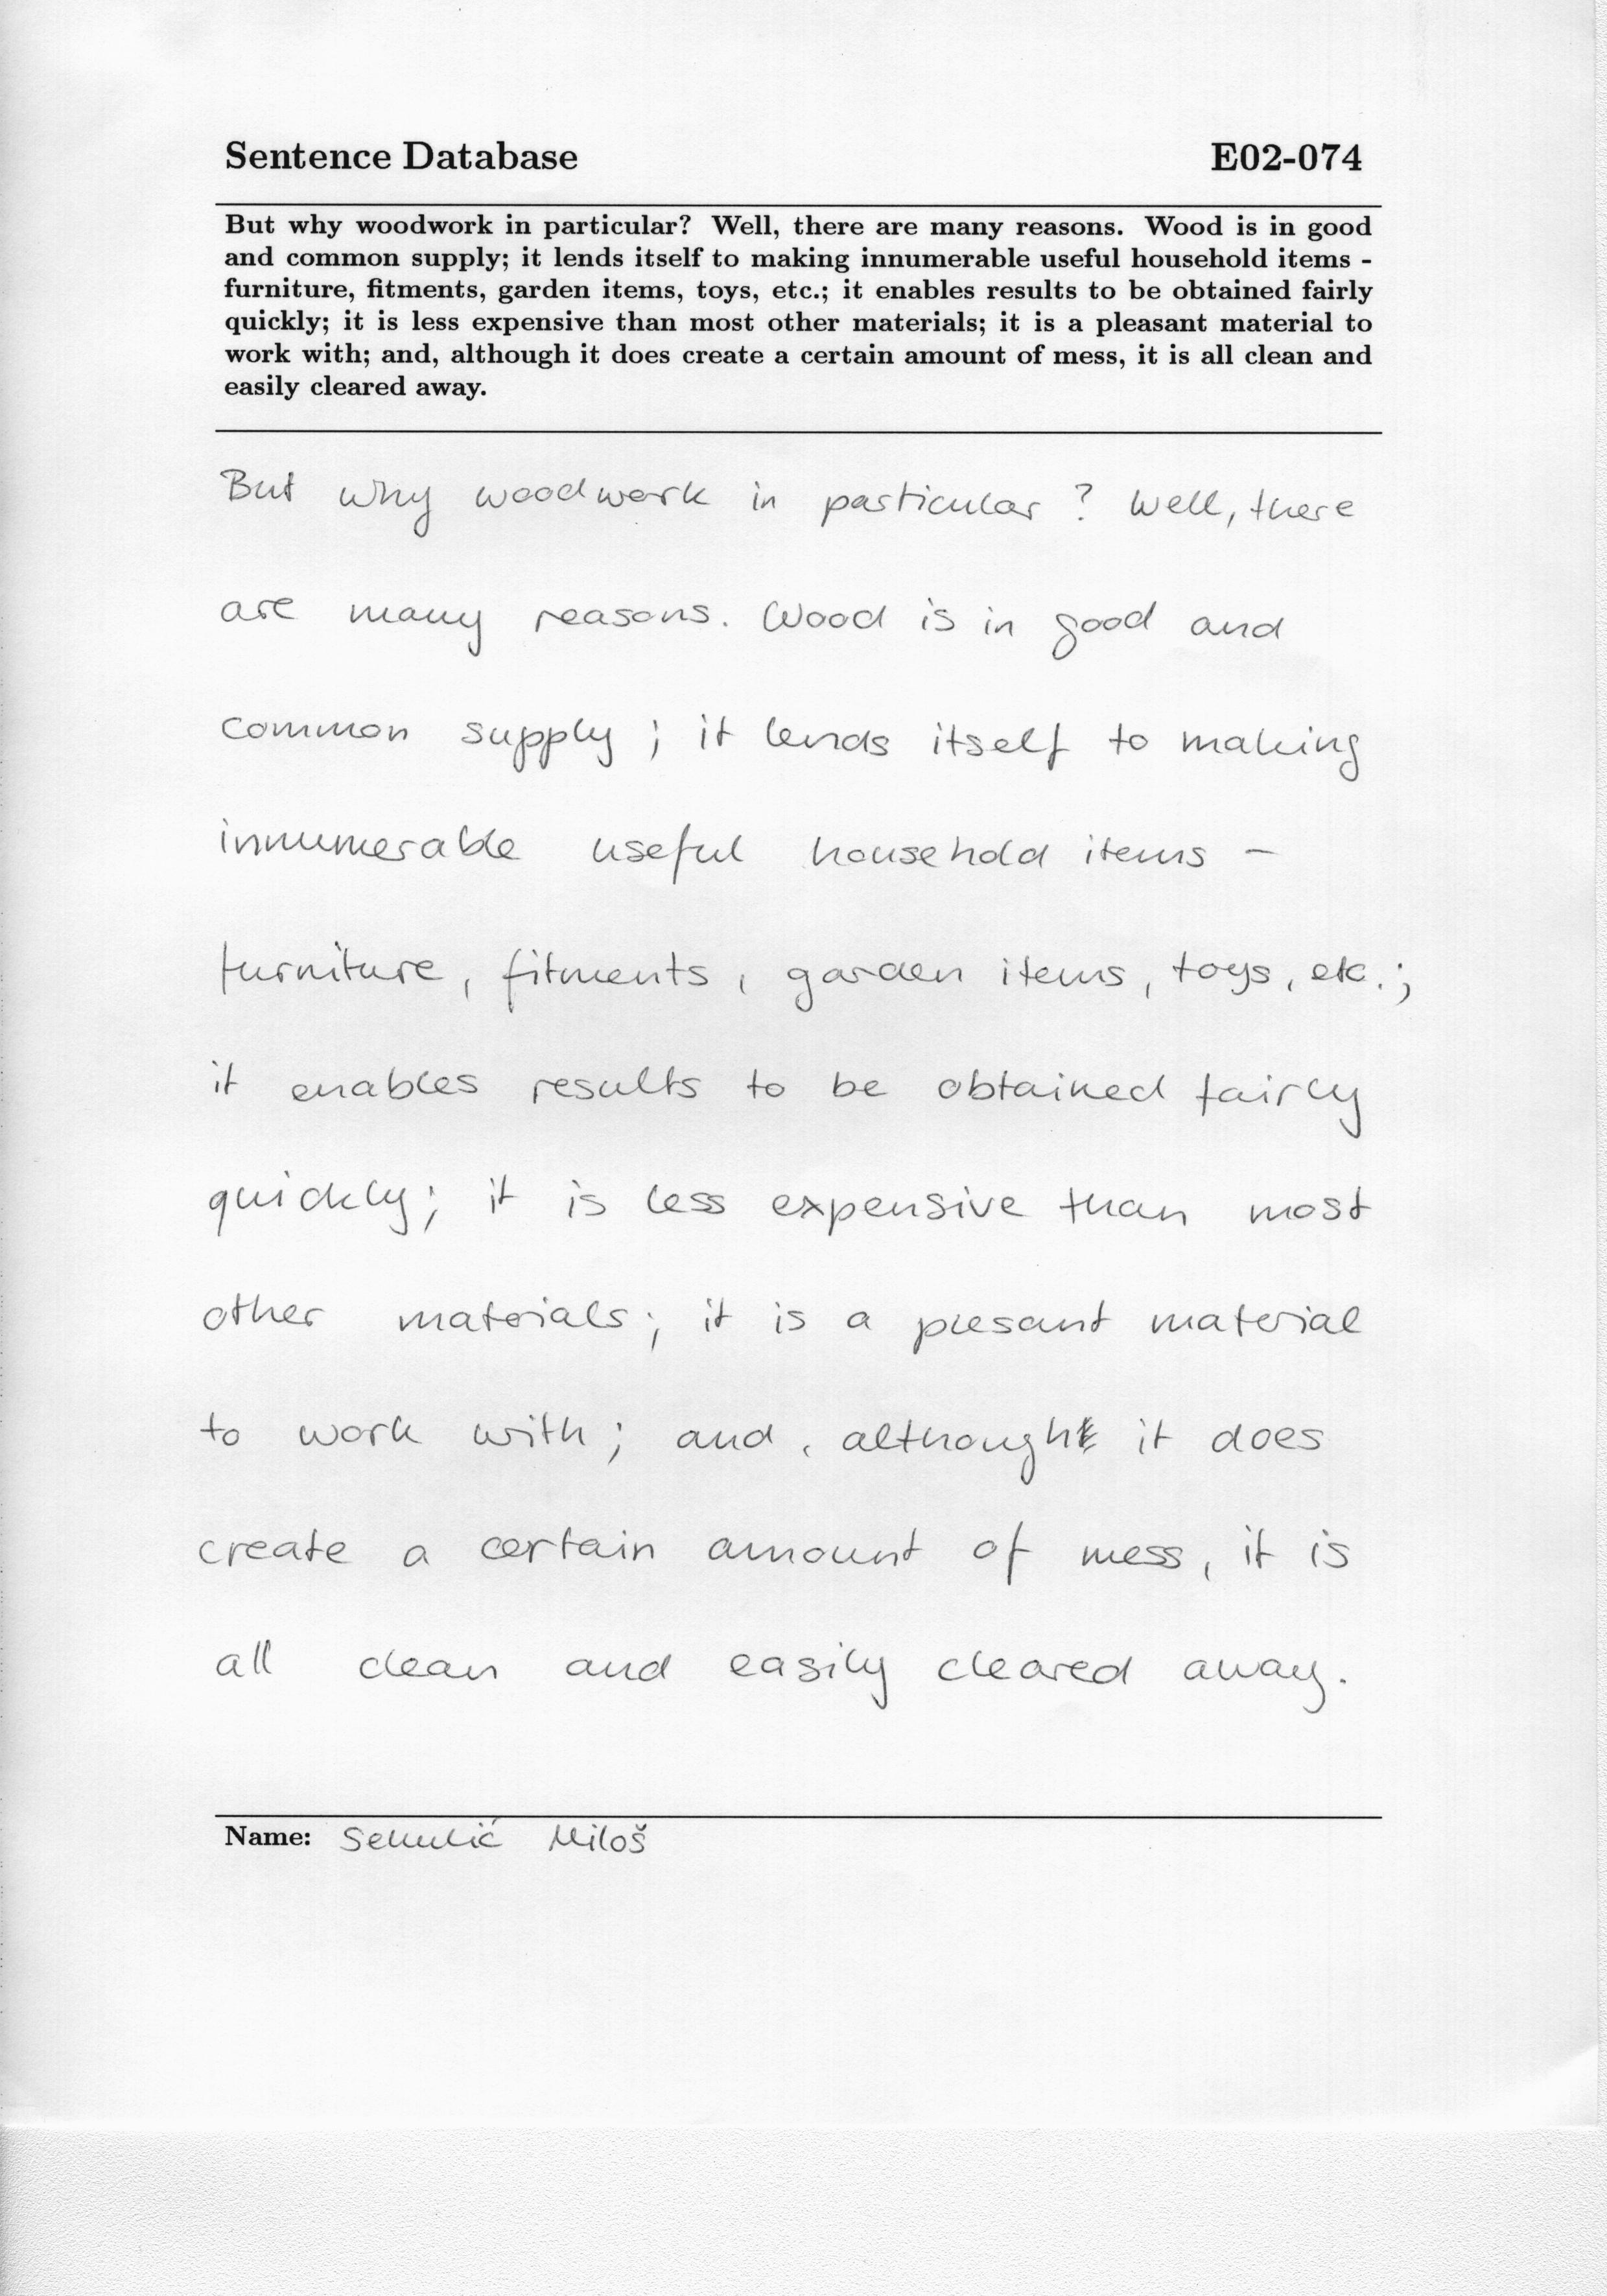 Sentence Database E02-074
But why woodwork in particular? Well, there are many reasons. Wood is in good
and common supply; it lends itself to making innumerable useful household items -
furniture, fitments, garden items, toys, etc.; it enables results to be obtained fairly
quickly; it is less expensive than most other materials; it is a pleasant material to
work with; and, although it does create a certain amount of mess, it is all clean and
easily cleared away.
But why woodwork in particular ? Well, there
are many reasons. Wood is in good and
common supply ; it lends itself to making
innumerable useful household items -
furniture, fitments, garden items, toys, etc.;
it enables results to be obtained fairly
quickly; it is less expensive than most
other materials; it is a plesant material
to work with; and, although it does
create a certain amount of mess, it is
all clean and easily cleared away.
Name: Sekulić Miloš